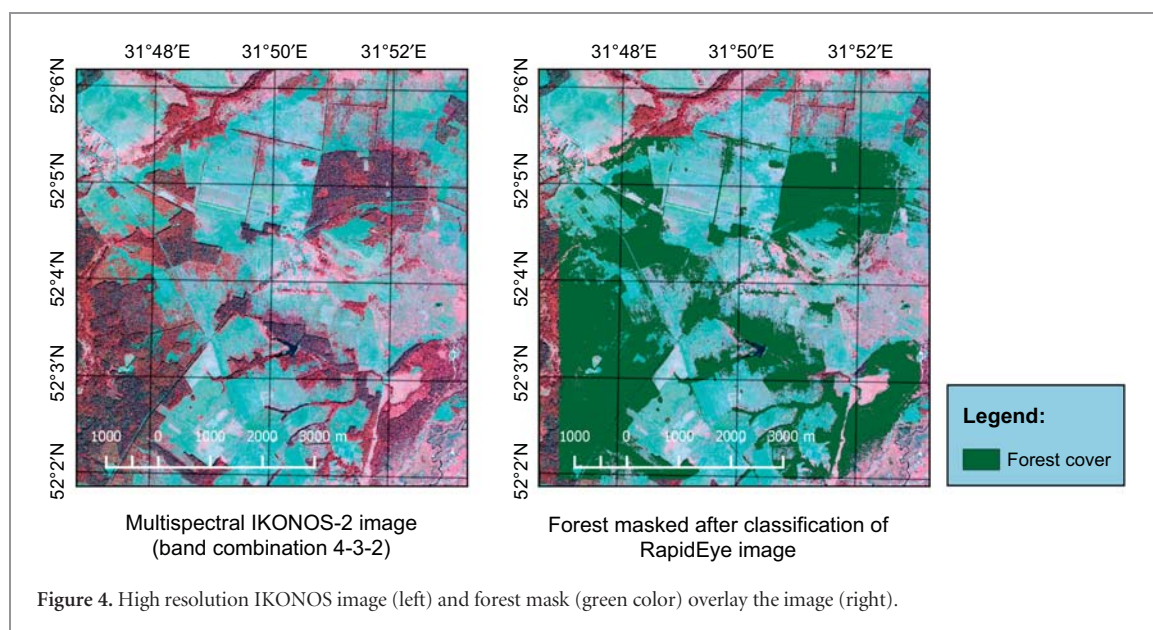 31°48′E 31°50′E 31°52′E
31°48′E 31°50′E 31°52′E
52°6′N
52°5′N
52°4′N
52°3′N
52°2′N
1000 0 1000 2000 3000 m
52°6′N
52°5′N
52°4′N
52°3′N
52°2′N
1000 0 1000 2000 3000 m
Legend:
Forest cover
Multispectral IKONOS-2 image
(band combination 4-3-2)
Forest masked after classification of
RapidEye image
Figure 4. High resolution IKONOS image (left) and forest mask (green color) overlay the image (right).